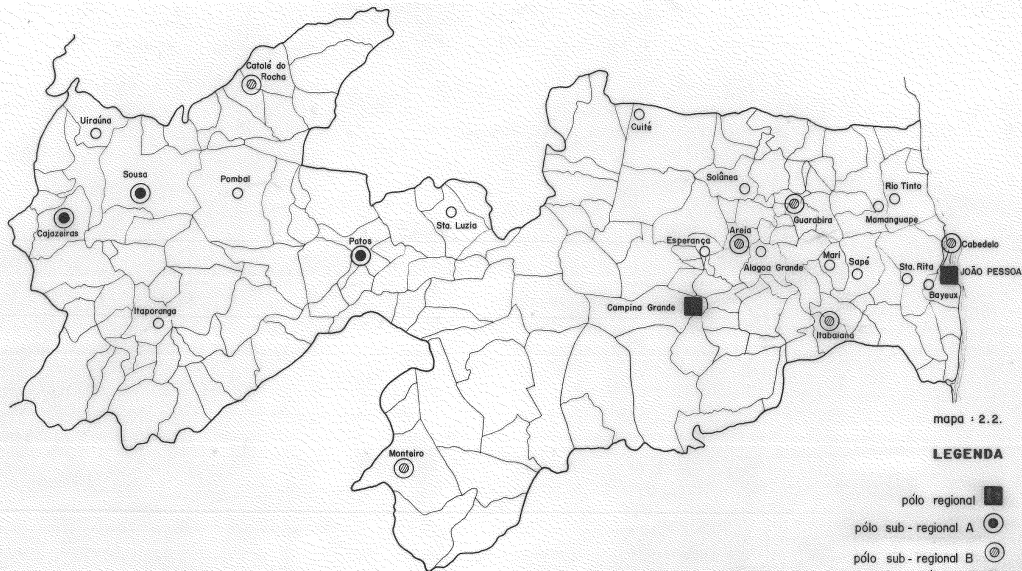 Catolé do
Rocha
Uiraúna
Cuité
Sousa
Pombal
Solânea
Rio Tinto
Sta. Luzia
Guarabira
Mamanguape
Cajazeiras
Patos
Esperança
Areia
Alagoa Grande
Mari
Sapé
Sta. Rita
Cabedelo
JOÃO PESSOA
Bayeux
Itaporanga
Campina Grande
Itabaiana
Monteiro
mapa : 2.2.
LEGENDA
pólo regional
pólo sub - regional A
pólo sub - regional B